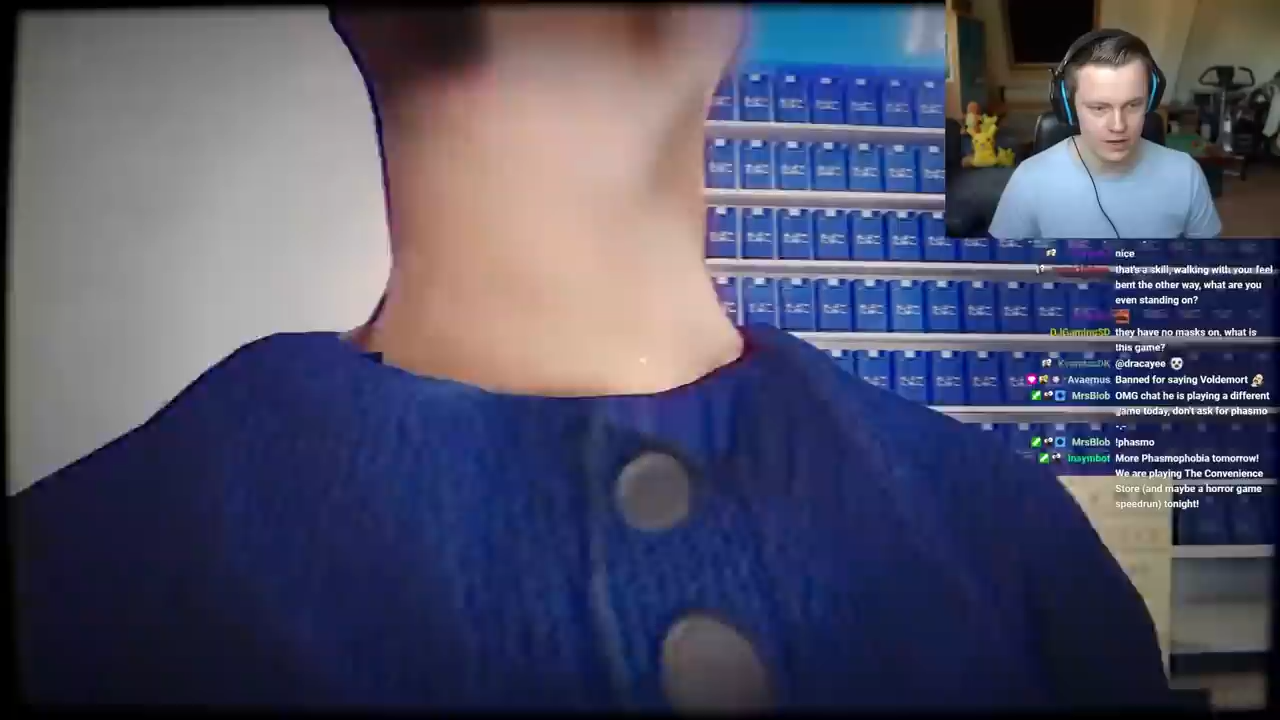 nice
that's a skill, walking with your feel
bent the other way, what are you
even standing on?
DJGamingSD they have no masks on, what is
this game?
@dracayee
Avaernus Banned for saying Voldemort
MrsBlob OMG chat he is playing a different
game today, don't ask for phasmo
-.-
MrsBlob !phasmo
Insymbot More Phasmophobia tomorrow!
We are playing The Convenience
Store (and maybe a horror game
speedrun) tonight!